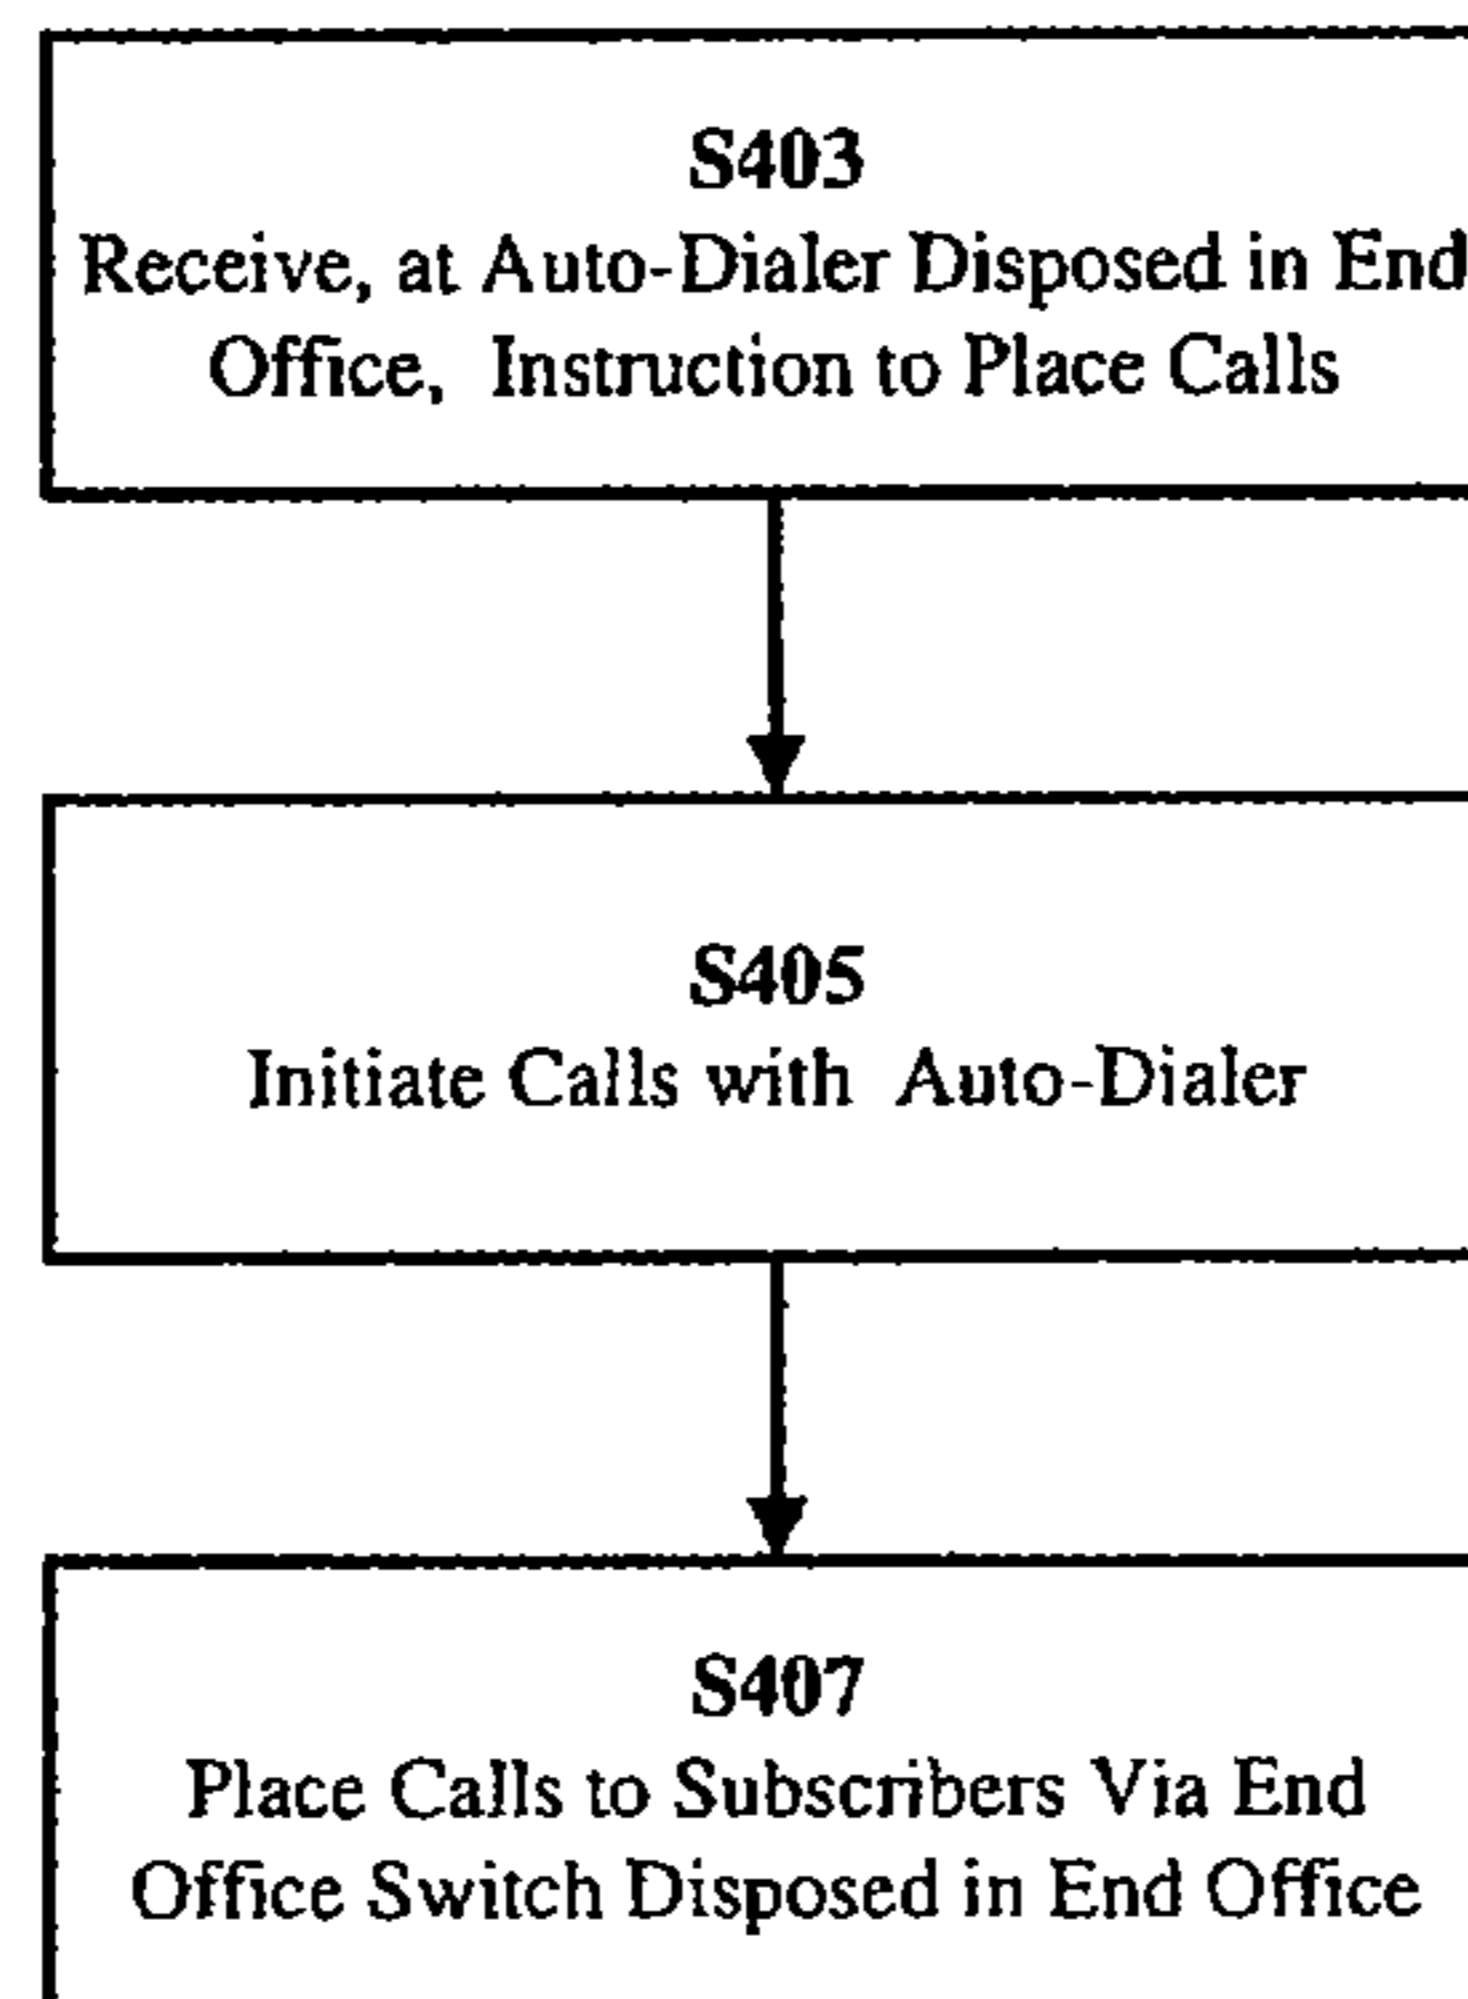 S403
Receive, at Auto-Dialer Disposed in End
Office, Instruction to Place Calls
S405
Initiate Calls with Auto-Dialer
S407
Place Calls to Subscribers Via End
Office Switch Disposed in End Office